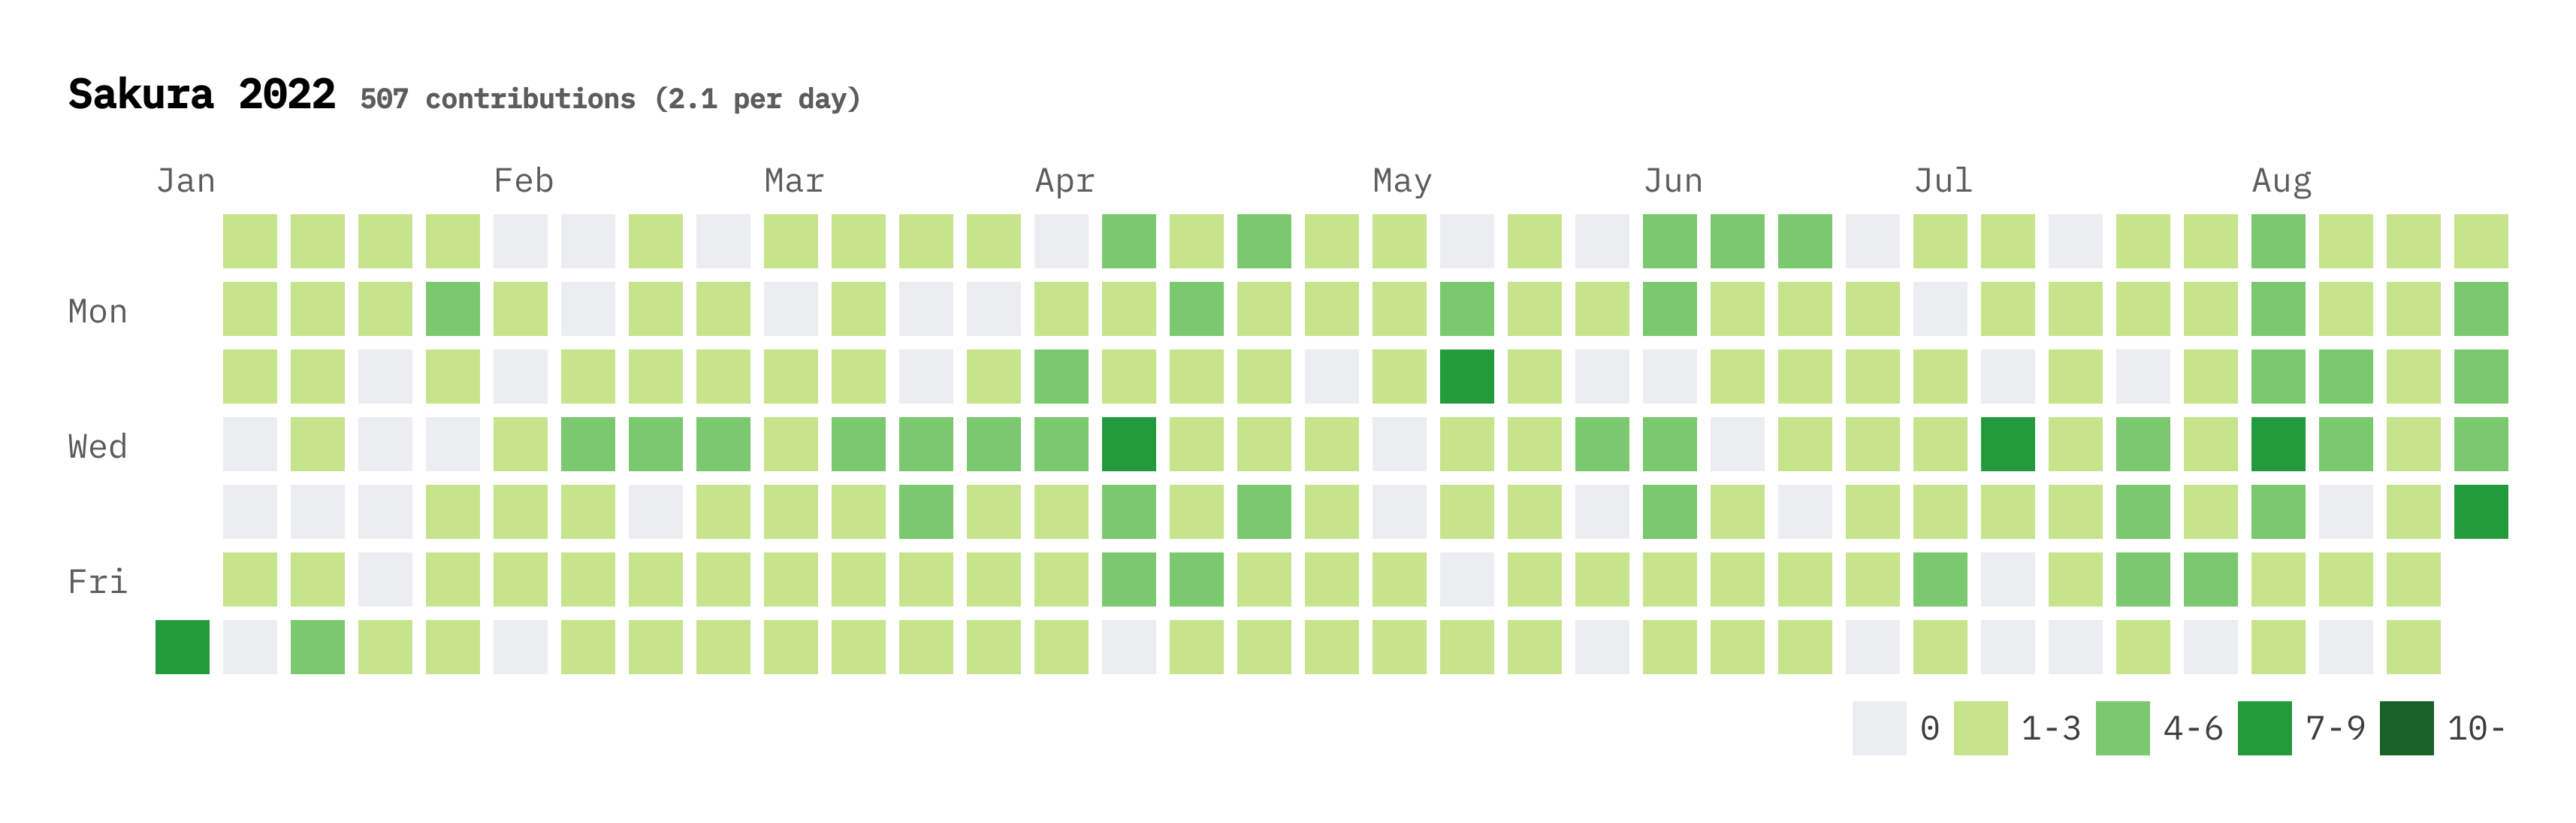 Sakura 2022 507 contributions (2.1 per day)
Jan Feb Mar Apr May Jun Jul Aug
Mon
Wed
Fri
0 1-3 4-6 7-9 10-